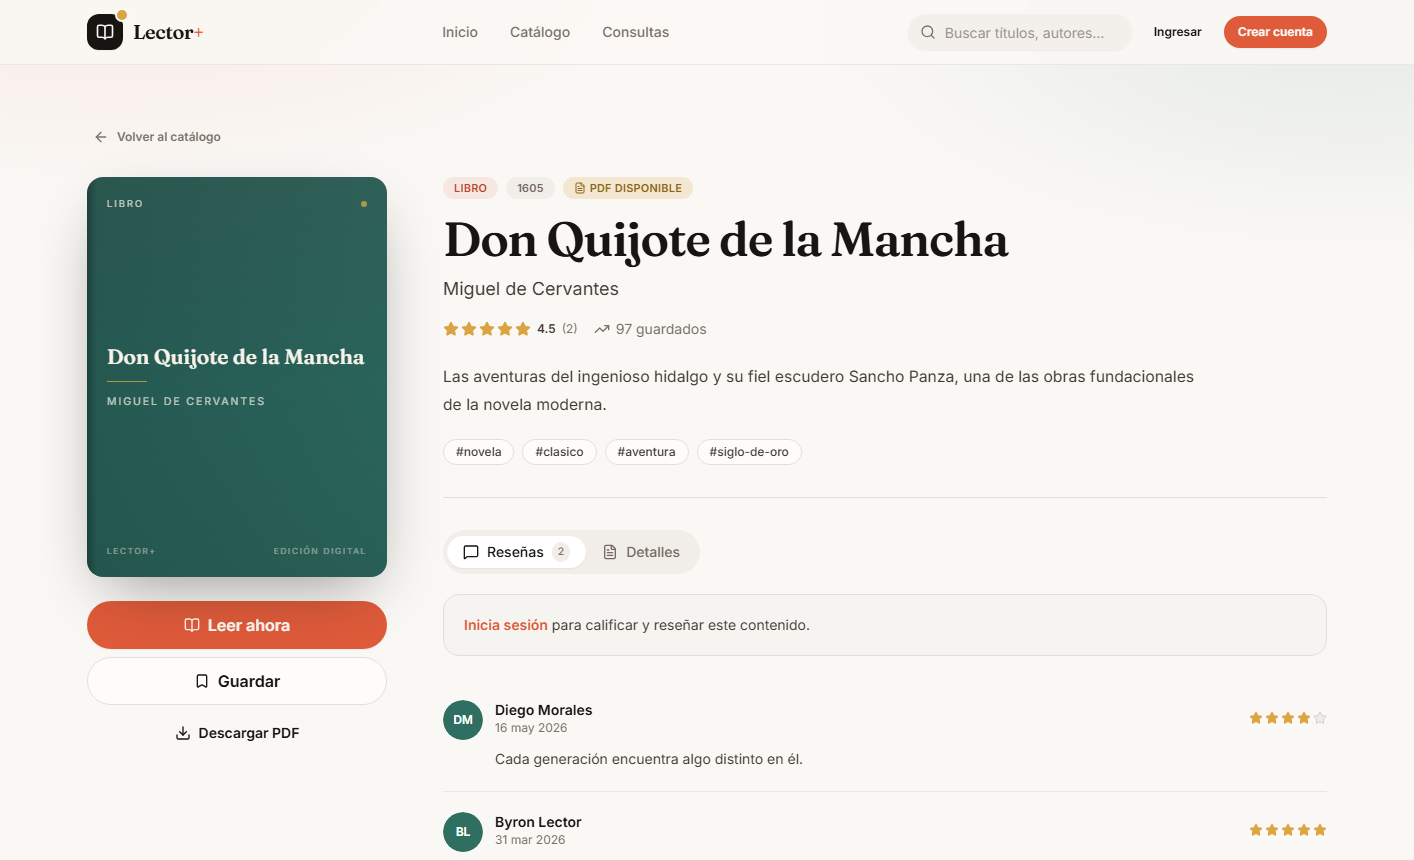 Lector+
Inicio
Catálogo
Consultas
Buscar títulos, autores...
Ingresar
Crear cuenta
Volver al catálogo
LIBRO
Don Quijote de la Mancha
MIGUEL DE CERVANTES
LECTOR+
EDICIÓN DIGITAL
Leer ahora
Guardar
Descargar PDF
LIBRO
1605
PDF DISPONIBLE
Don Quijote de la Mancha
Miguel de Cervantes
4.5 (2)
97 guardados
Las aventuras del ingenioso hidalgo y su fiel escudero Sancho Panza, una de las obras fundacionales
de la novela moderna.
#novela
#clasico
#aventura
#siglo-de-oro
Reseñas 2
Detalles
Inicia sesión para calificar y reseñar este contenido.
DM
Diego Morales
16 may 2026
Cada generación encuentra algo distinto en él.
BL
Byron Lector
31 mar 2026